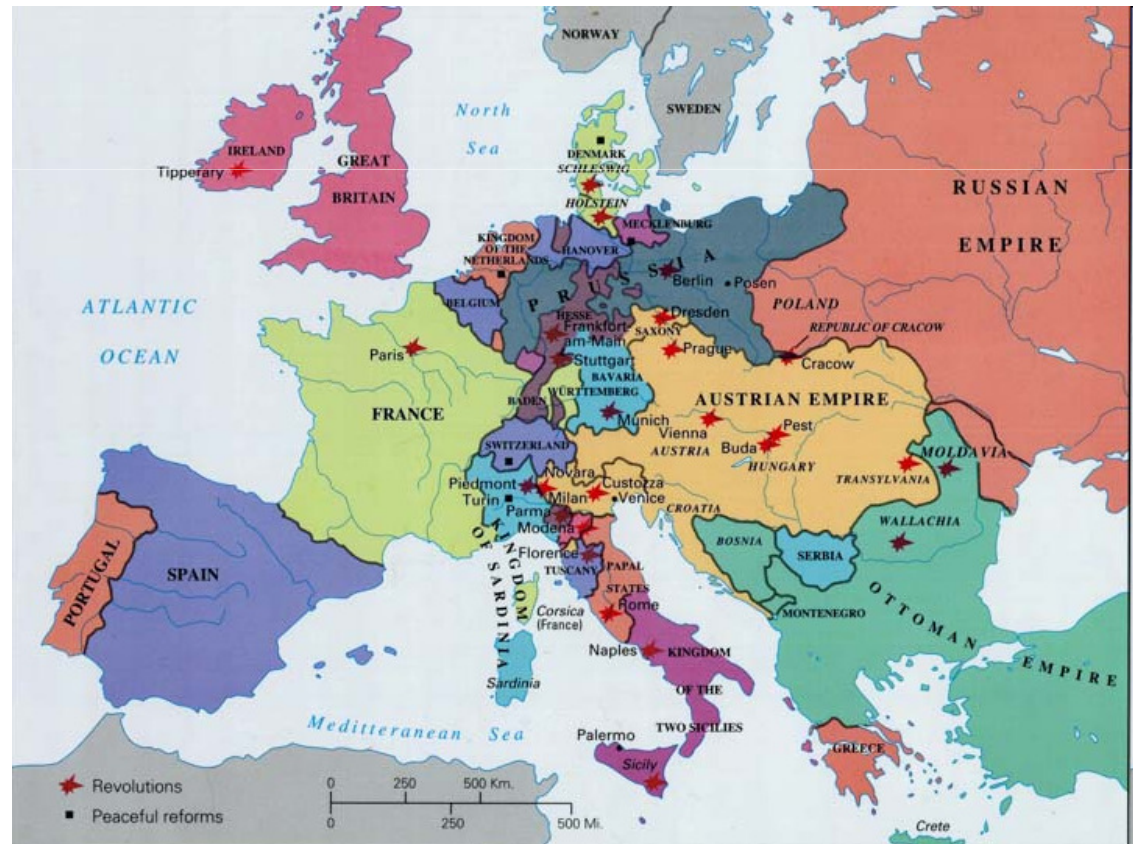 NORWAY
SWEDEN
North
Sea
IRELAND
Tipperary
GREAT
BRITAIN
DENMARK
SCHLESWIG
HOLSTEIN
MECKLENBURG
RUSSIAN
EMPIRE
KINGDOM
OF THE
NETHERLANDS
HANOVER
PRUSSIA
Berlin
Posen
POLAND
ATLANTIC
OCEAN
BELGIUM
HESSE
Frankfort-
am-Main
SAXONY
Dresden
REPUBLIC OF CRACOW
Paris
Stuttgart
Prague
Cracow
BAVARIA
WÜRTTEMBERG
BADEN
AUSTRIAN EMPIRE
FRANCE
Munich
Vienna
Pest
Buda
AUSTRIA
HUNGARY
MOLDAVIA
TRANSYLVANIA
SWITZERLAND
Novara
Piedmont
Custozza
Turin
Milan
Venice
Parma
CROATIA
WALLACHIA
Modena
BOSNIA
SERBIA
Florence
TUSCANY
PAPAL
STATES
KINGDOM
OF SARDINIA
PORTUGAL
SPAIN
Corsica
(France)
Rome
MONTENEGRO
OTTOMAN EMPIRE
Naples
KINGDOM
OF THE
TWO SICILIES
Sardinia
Mediterranean Sea
Palermo
Sicily
GREECE
Crete
Revolutions
Peaceful reforms
0 250 500 Km.
0 250 500 Mi.